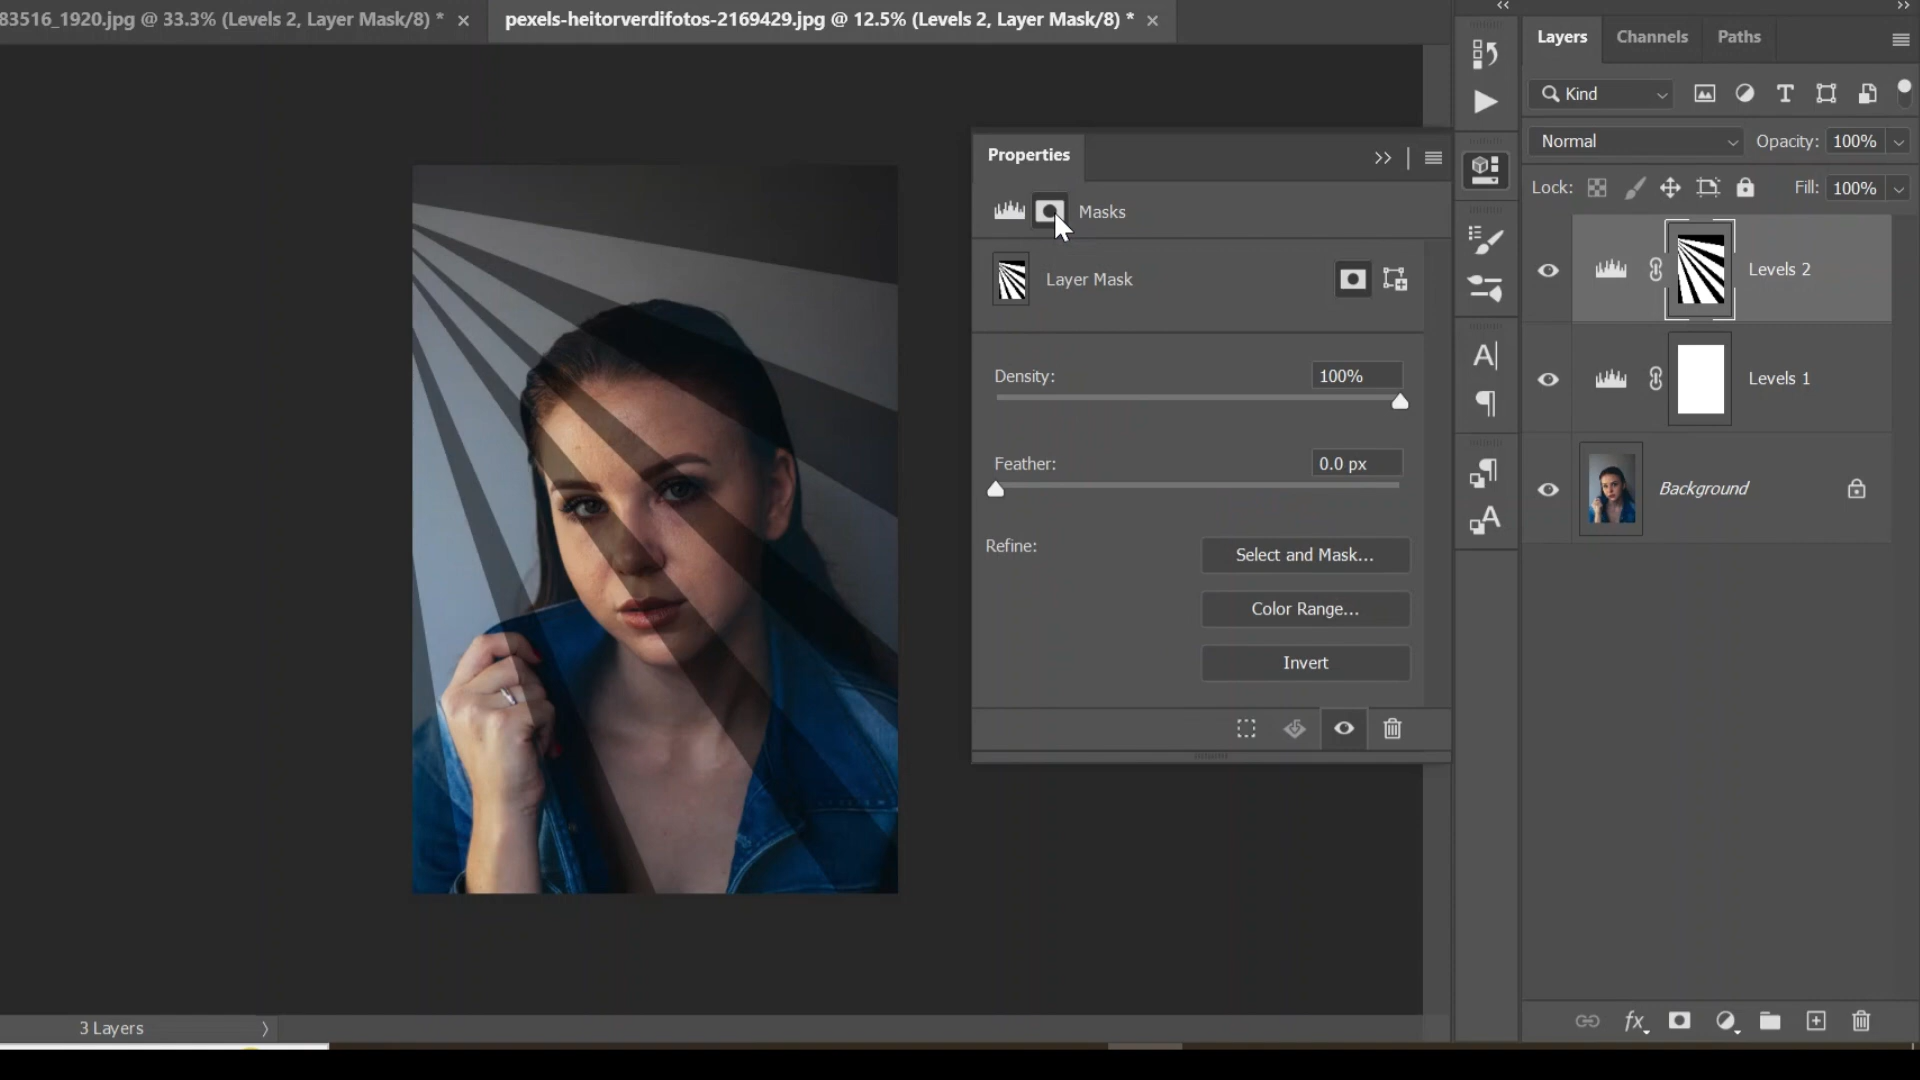 83516_1920.jpg @ 33.3% (Levels 2, Layer Mask/8) *
pexels-heitorverdifotos-2169429.jpg @ 12.5% (Levels 2, Layer Mask/8) *
Layers
Channels
Paths
Kind
Normal
Opacity:
100%
Lock:
Fill:
100%
Levels 2
Levels 1
Background
Properties
Masks
Layer Mask
Density:
100%
Feather:
0.0 px
Refine:
Select and Mask...
Color Range...
Invert
3 Layers